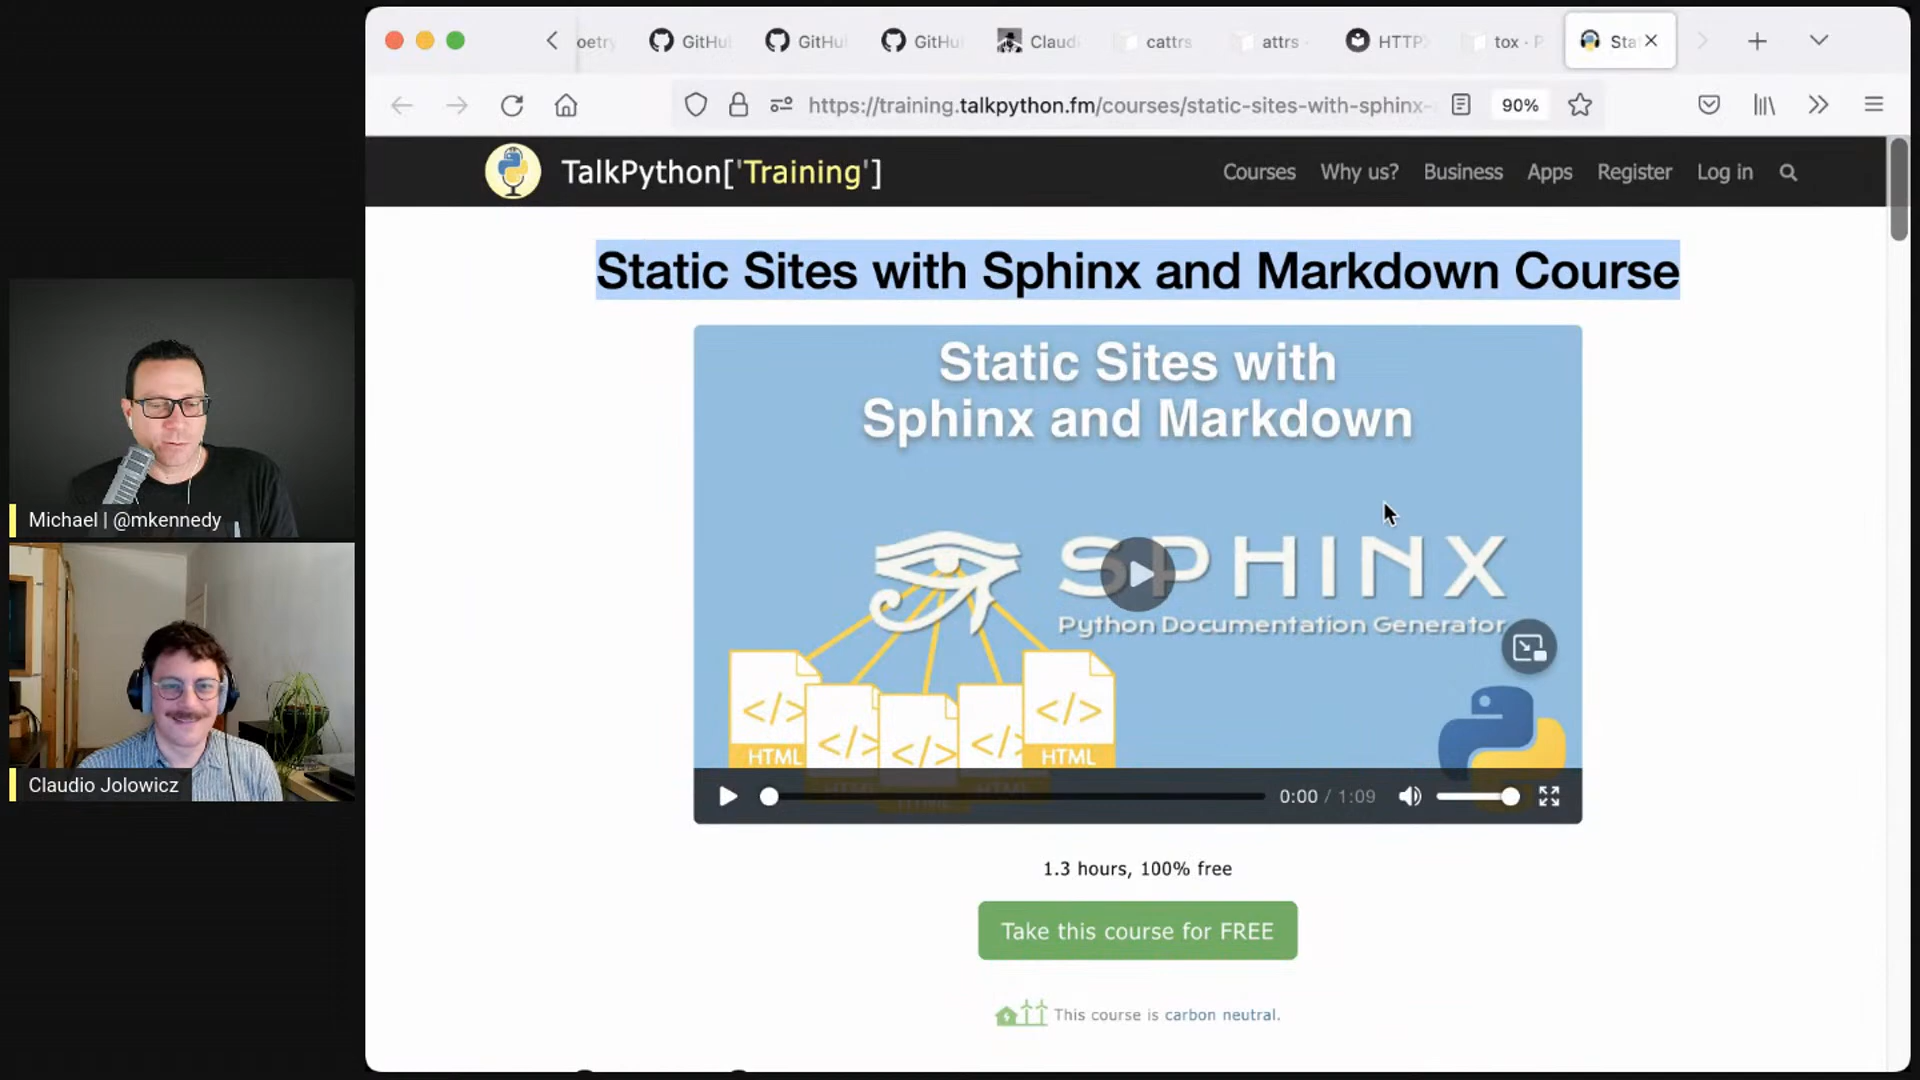 oetry
GitHu
GitHu
GitHu
Claud
cattrs
attrs -
HTTP
tox · P
Sta
https://training.talkpython.fm/courses/static-sites-with-sphinx-
90%
TalkPython['Training']
Courses
Why us?
Business
Apps
Register
Log in
Static Sites with Sphinx and Markdown Course
Static Sites with
Sphinx and Markdown
SPHINX
Python Documentation Generator
</>
</>
</>
</>
</>
HTML
HTML
0:00 / 1:09
1.3 hours, 100% free
Take this course for FREE
This course is carbon neutral.
Michael | @mkennedy
Claudio Jolowicz